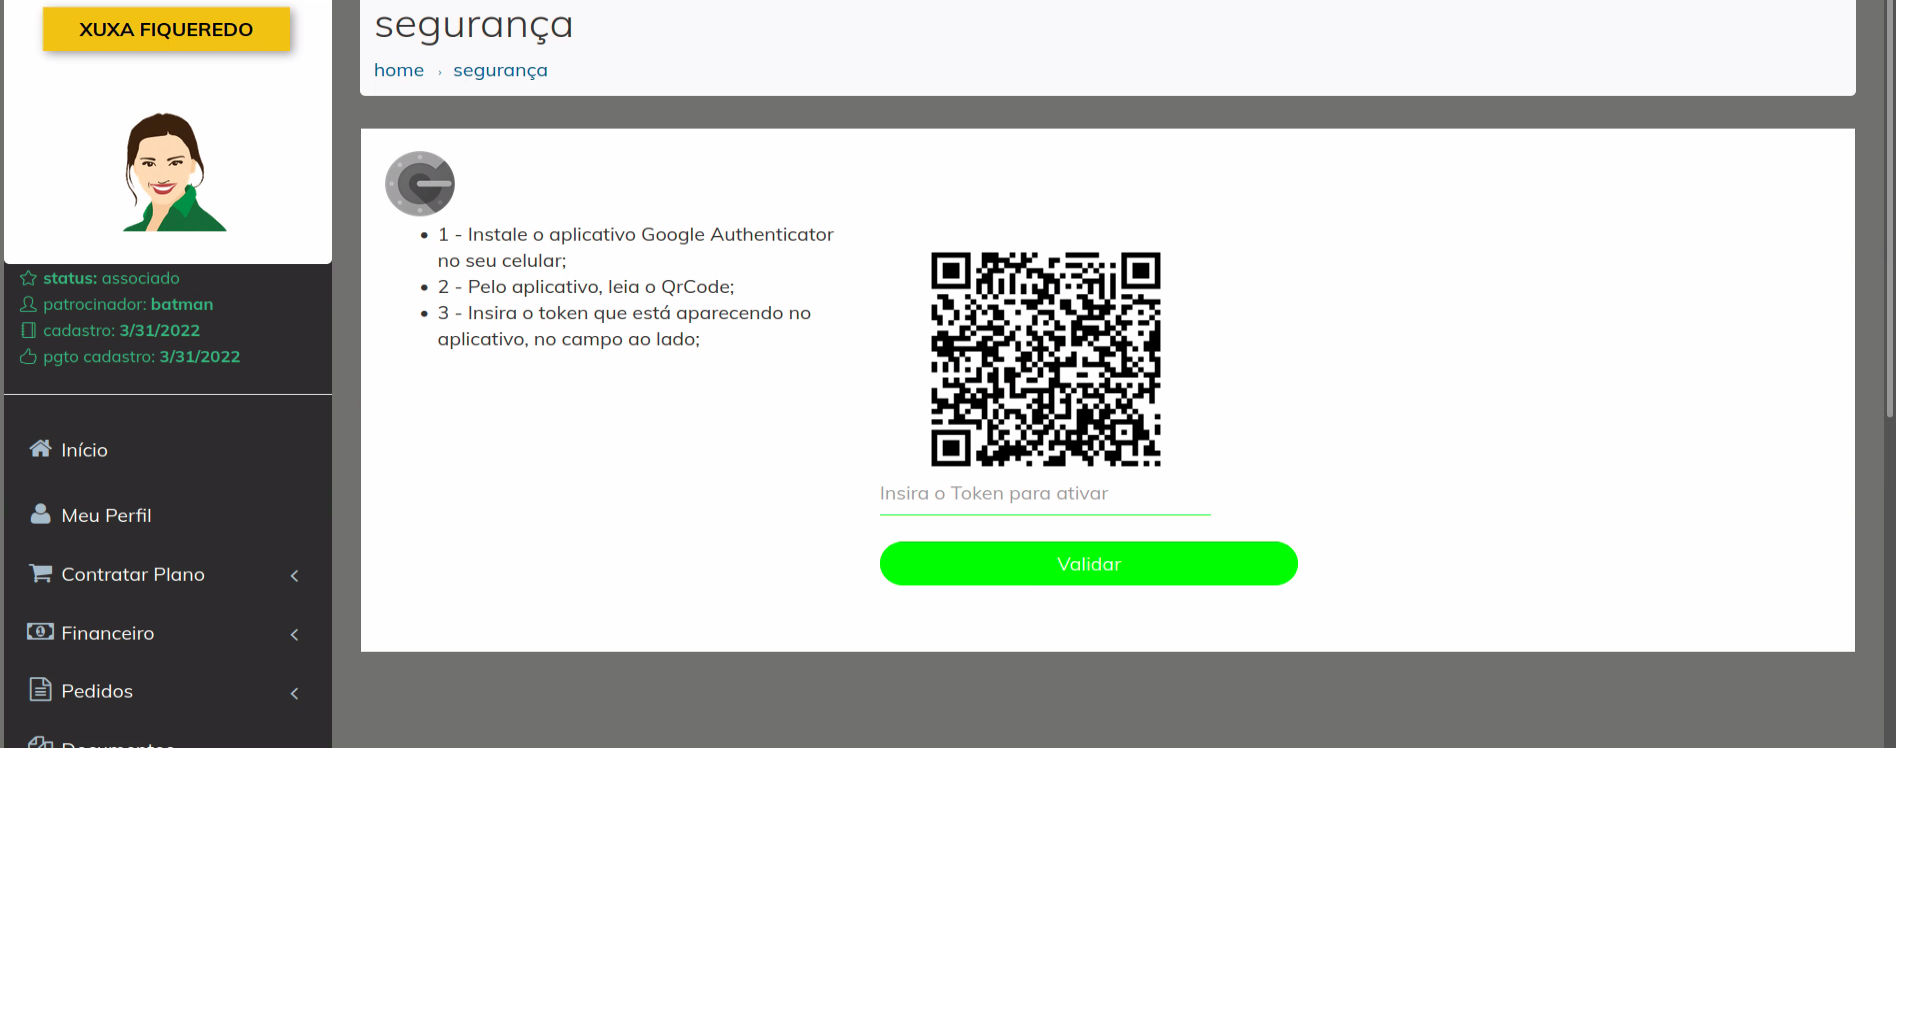 XUXA FIQUEREDO
status: associado
patrocinador: batman
cadastro: 3/31/2022
pgto cadastro: 3/31/2022
Início
Meu Perfil
Contratar Plano
Financeiro
Pedidos
Documentos
segurança
home › segurança
• 1 - Instale o aplicativo Google Authenticator
no seu celular;
• 2 - Pelo aplicativo, leia o QrCode;
• 3 - Insira o token que está aparecendo no
aplicativo, no campo ao lado;
Insira o Token para ativar
Validar